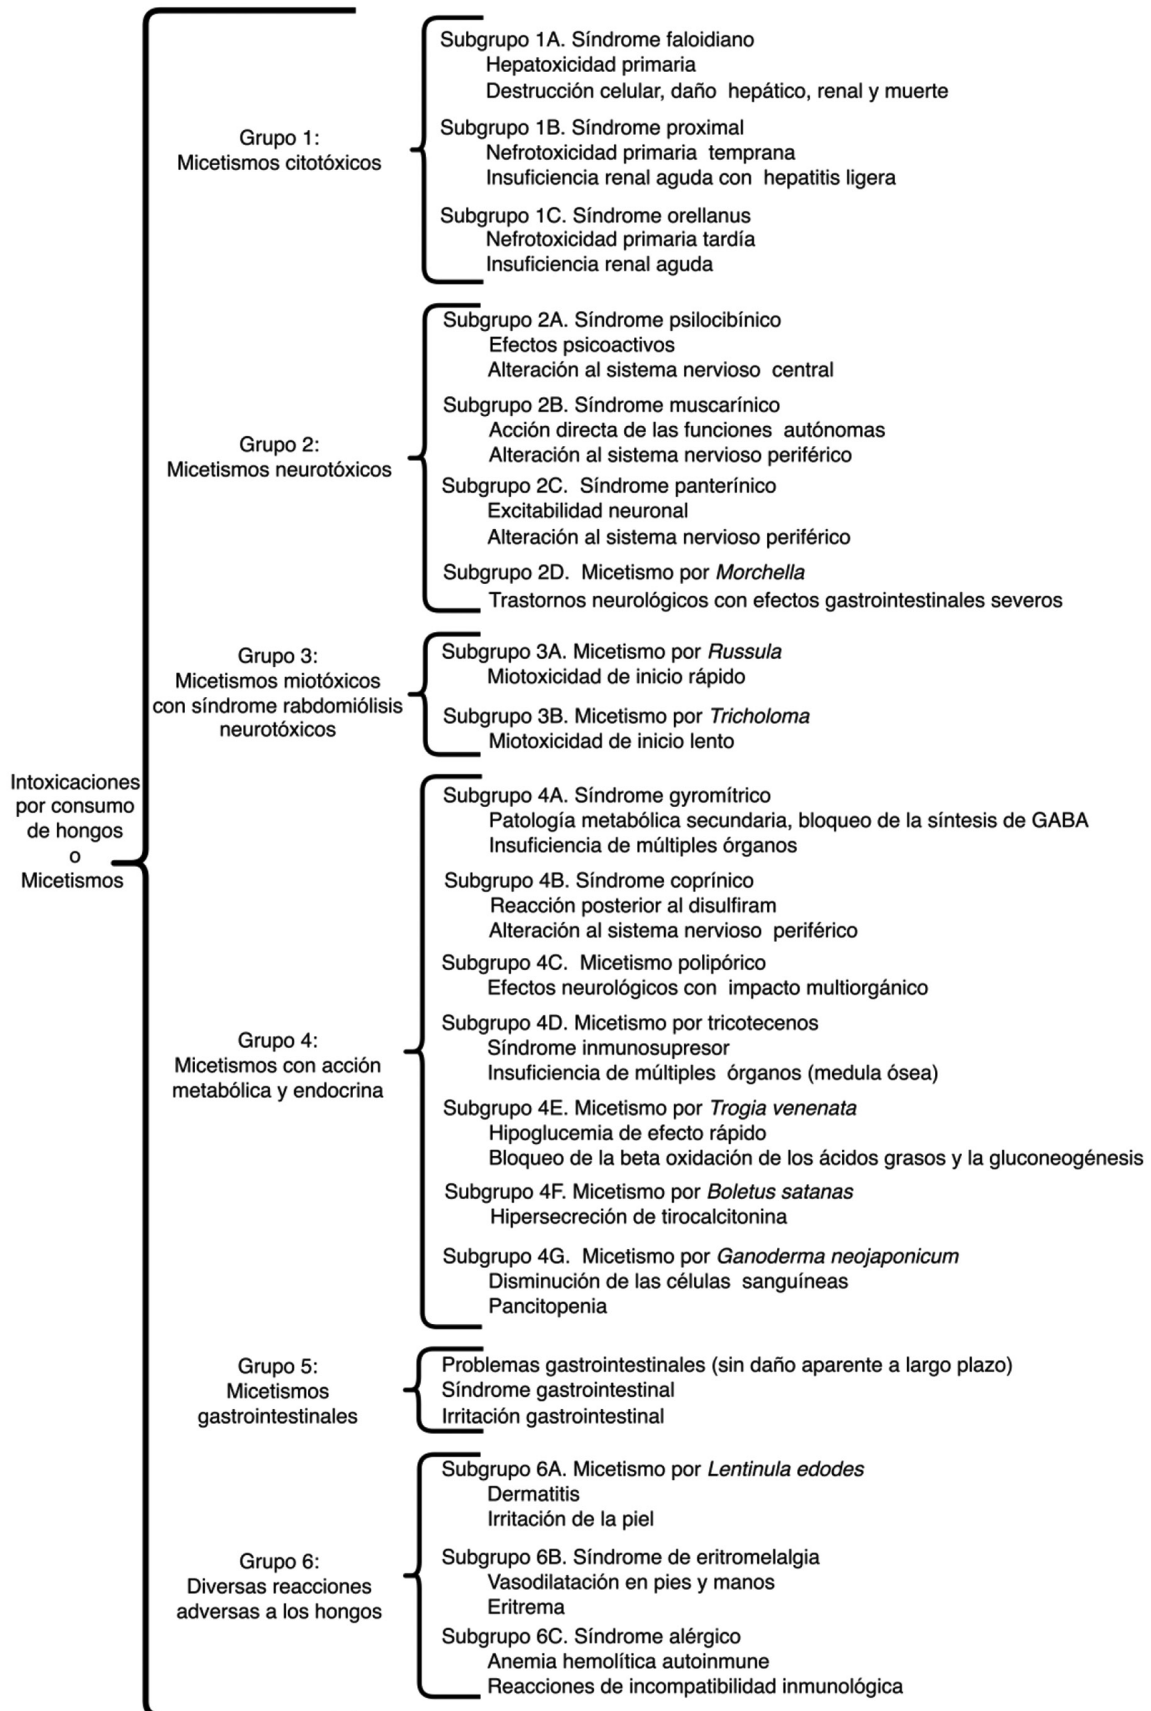 Intoxicaciones
por consumo
de hongos
o
Micetismos
Grupo 1:
Micetismos citotóxicos
Subgrupo 1A. Síndrome faloidiano
Hepatoxicidad primaria
Destrucción celular, daño hepático, renal y muerte
Subgrupo 1B. Síndrome proximal
Nefrotoxicidad primaria temprana
Insuficiencia renal aguda con hepatitis ligera
Subgrupo 1C. Síndrome orellanus
Nefrotoxicidad primaria tardía
Insuficiencia renal aguda
Grupo 2:
Micetismos neurotóxicos
Subgrupo 2A. Síndrome psilocibínico
Efectos psicoactivos
Alteración al sistema nervioso central
Subgrupo 2B. Síndrome muscarínico
Acción directa de las funciones autónomas
Alteración al sistema nervioso periférico
Subgrupo 2C. Síndrome panterínico
Excitabilidad neuronal
Alteración al sistema nervioso periférico
Subgrupo 2D. Micetismo por Morchella
Trastornos neurológicos con efectos gastrointestinales severos
Grupo 3:
Micetismos miotóxicos
con síndrome rabdomiólisis
neurotóxicos
Subgrupo 3A. Micetismo por Russula
Miotoxicidad de inicio rápido
Subgrupo 3B. Micetismo por Tricholoma
Miotoxicidad de inicio lento
Grupo 4:
Micetismos con acción
metabólica y endocrina
Subgrupo 4A. Síndrome gyromítrico
Patología metabólica secundaria, bloqueo de la síntesis de GABA
Insuficiencia de múltiples órganos
Subgrupo 4B. Síndrome coprínico
Reacción posterior al disulfiram
Alteración al sistema nervioso periférico
Subgrupo 4C. Micetismo polipórico
Efectos neurológicos con impacto multiorgánico
Subgrupo 4D. Micetismo por tricotecenos
Síndrome inmunosupresor
Insuficiencia de múltiples órganos (medula ósea)
Subgrupo 4E. Micetismo por Trogia venenata
Hipoglucemia de efecto rápido
Bloqueo de la beta oxidación de los ácidos grasos y la gluconeogénesis
Subgrupo 4F. Micetismo por Boletus satanas
Hipersecreción de tirocalcitonina
Subgrupo 4G. Micetismo por Ganoderma neojaponicum
Disminución de las células sanguíneas
Pancitopenia
Grupo 5:
Micetismos
gastrointestinales
Problemas gastrointestinales (sin daño aparente a largo plazo)
Síndrome gastrointestinal
Irritación gastrointestinal
Grupo 6:
Diversas reacciones
adversas a los hongos
Subgrupo 6A. Micetismo por Lentinula edodes
Dermatitis
Irritación de la piel
Subgrupo 6B. Síndrome de eritromelalgia
Vasodilatación en pies y manos
Eritrema
Subgrupo 6C. Síndrome alérgico
Anemia hemolítica autoinmune
Reacciones de incompatibilidad inmunológica